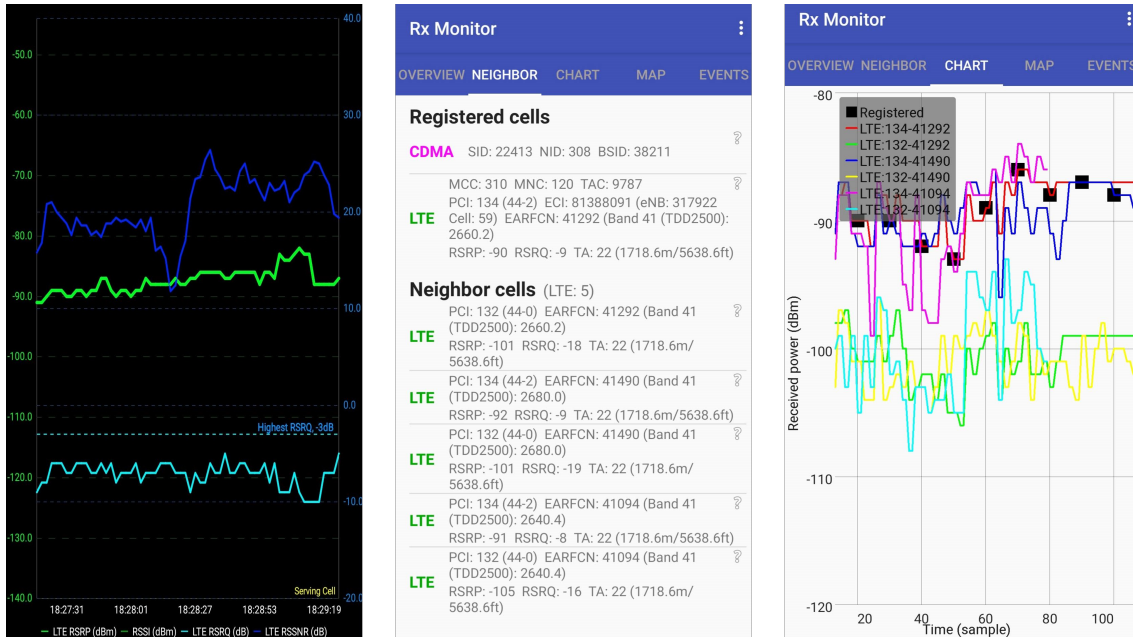 -50.0
-60.0
-70.0
-80.0
-90.0
-100.0
-110.0
-120.0
-130.0
-140.0
40.0
30.0
20.0
10.0
0.0
Highest RSRQ, -3dB
-10.0
Serving Cell
-20.0
18:27:31 18:28:01 18:28:27 18:28:53 18:29:19
LTE RSRP (dBm) RSSI (dBm) LTE RSRQ (dB) LTE RSSNR (dB)
Rx Monitor
OVERVIEW NEIGHBOR CHART MAP EVENTS
Registered cells
CDMA SID: 22413 NID: 308 BSID: 38211
?
MCC: 310 MNC: 120 TAC: 9787
?
PCI: 134 (44-2) ECI: 81388091 (eNB: 317922
LTE Cell: 59) EARFCN: 41292 (Band 41 (TDD2500):
2660.2)
RSRP: -90 RSRQ: -9 TA: 22 (1718.6m/5638.6ft)
Neighbor cells (LTE: 5)
PCI: 132 (44-0) EARFCN: 41292 (Band 41
?
(TDD2500): 2660.2)
LTE
RSRP: -101 RSRQ: -18 TA: 22 (1718.6m/
5638.6ft)
PCI: 134 (44-2) EARFCN: 41490 (Band 41
?
LTE (TDD2500): 2680.0)
RSRP: -92 RSRQ: -9 TA: 22 (1718.6m/5638.6ft)
PCI: 132 (44-0) EARFCN: 41490 (Band 41
?
(TDD2500): 2680.0)
LTE
RSRP: -101 RSRQ: -19 TA: 22 (1718.6m/
5638.6ft)
PCI: 134 (44-2) EARFCN: 41094 (Band 41
?
LTE (TDD2500): 2640.4)
RSRP: -91 RSRQ: -8 TA: 22 (1718.6m/5638.6ft)
PCI: 132 (44-0) EARFCN: 41094 (Band 41
?
(TDD2500): 2640.4)
LTE
RSRP: -105 RSRQ: -16 TA: 22 (1718.6m/
5638.6ft)
Rx Monitor
OVERVIEW NEIGHBOR CHART MAP EVENTS
-80
-90
-100
-110
-120
Received power (dBm)
Registered
LTE:134-41292
LTE:132-41292
LTE:134-41490
LTE:132-41490
LTE:134-41094
LTE:132-41094
20 40 60 80 100
Time (sample)